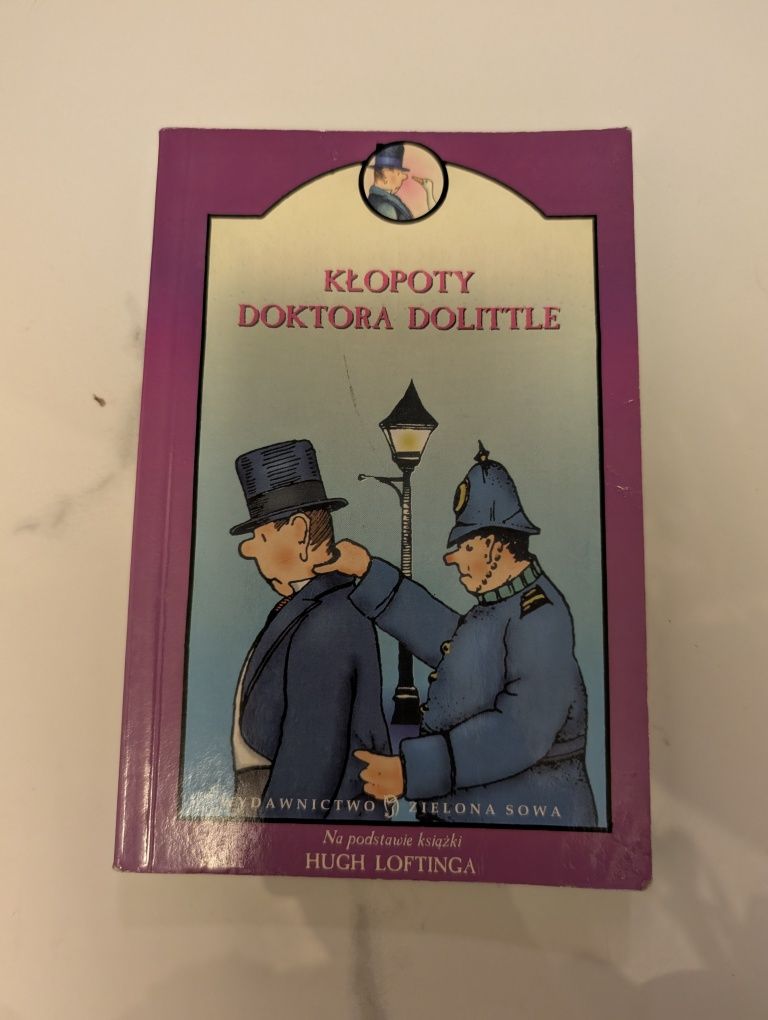 KŁOPOTY
DOKTORA DOLITTLE
WYDAWNICTWO ZIELONA SOWA
Na podstawie książki
HUGH LOFTINGA